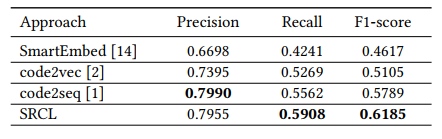 Approach Precision Recall F1-score
SmartEmbed [14] 0.6698 0.4241 0.4617
code2vec [2] 0.7395 0.5269 0.5105
code2seq [1] 0.7990 0.5562 0.5789
SRCL 0.7955 0.5908 0.6185